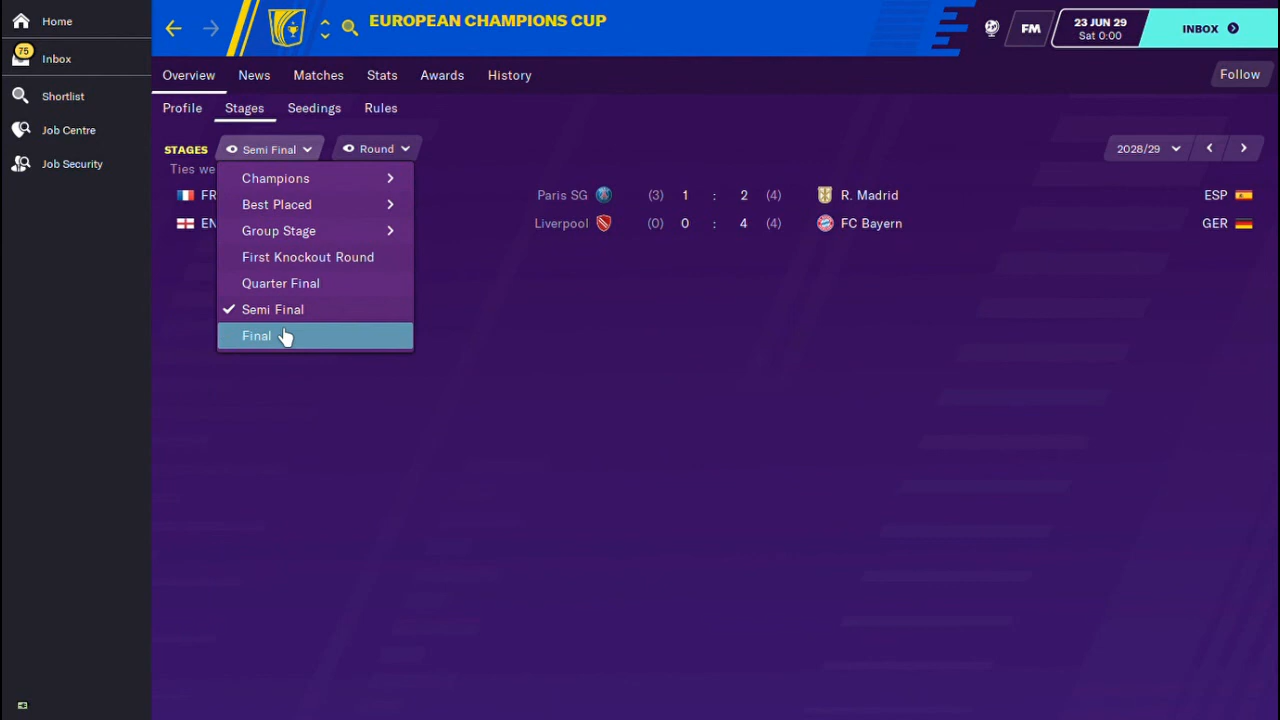 Home
75
Inbox
Shortlist
Job Centre
Job Security
EUROPEAN CHAMPIONS CUP
FM
23 JUN 29
Sat 0:00
INBOX
Overview News Matches Stats Awards History
Follow
Profile Stages Seedings Rules
STAGES Semi Final Round
2028/29
Ties we
FR Paris SG (3) 1 : 2 (4) R. Madrid ESP
EN Liverpool (0) 0 : 4 (4) FC Bayern GER
Champions
Best Placed
Group Stage
First Knockout Round
Quarter Final
Semi Final
Final